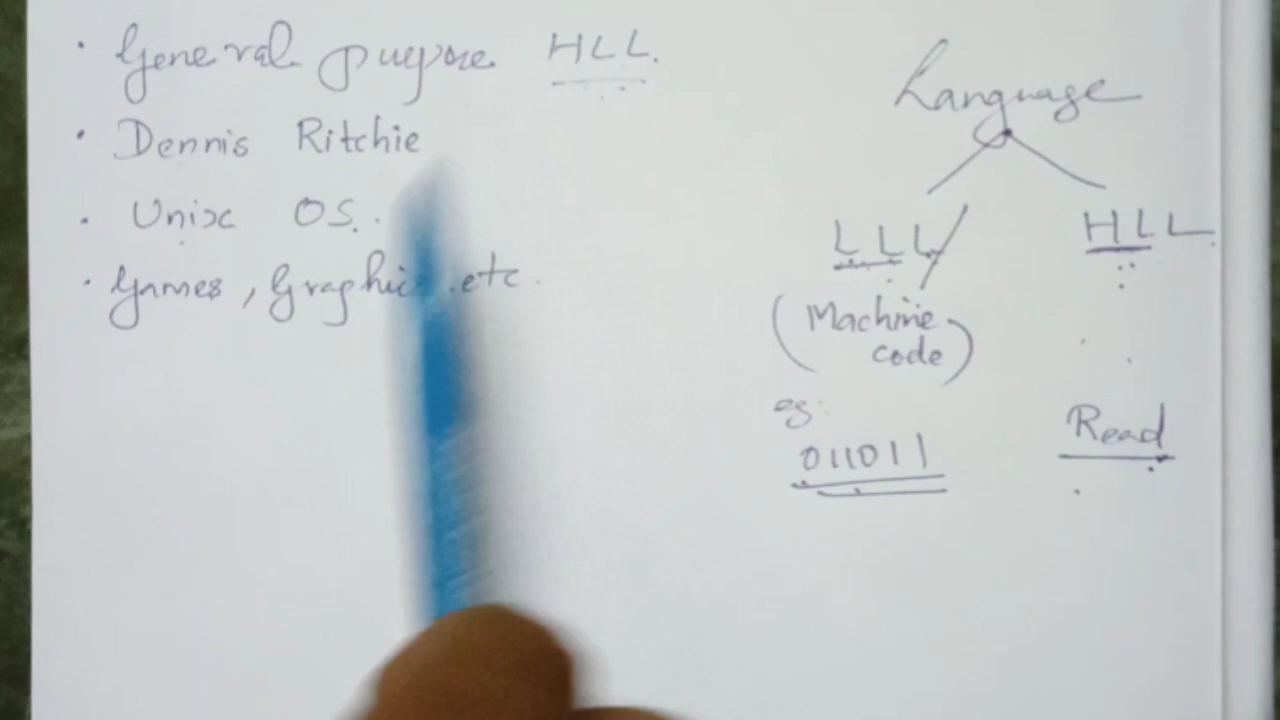 · General purpose HLL.
· Dennis Ritchie
· Unix OS.
· Games, Graphics.etc.
Language
LLL HLL.
(Machine code)
eg:
011011 Read